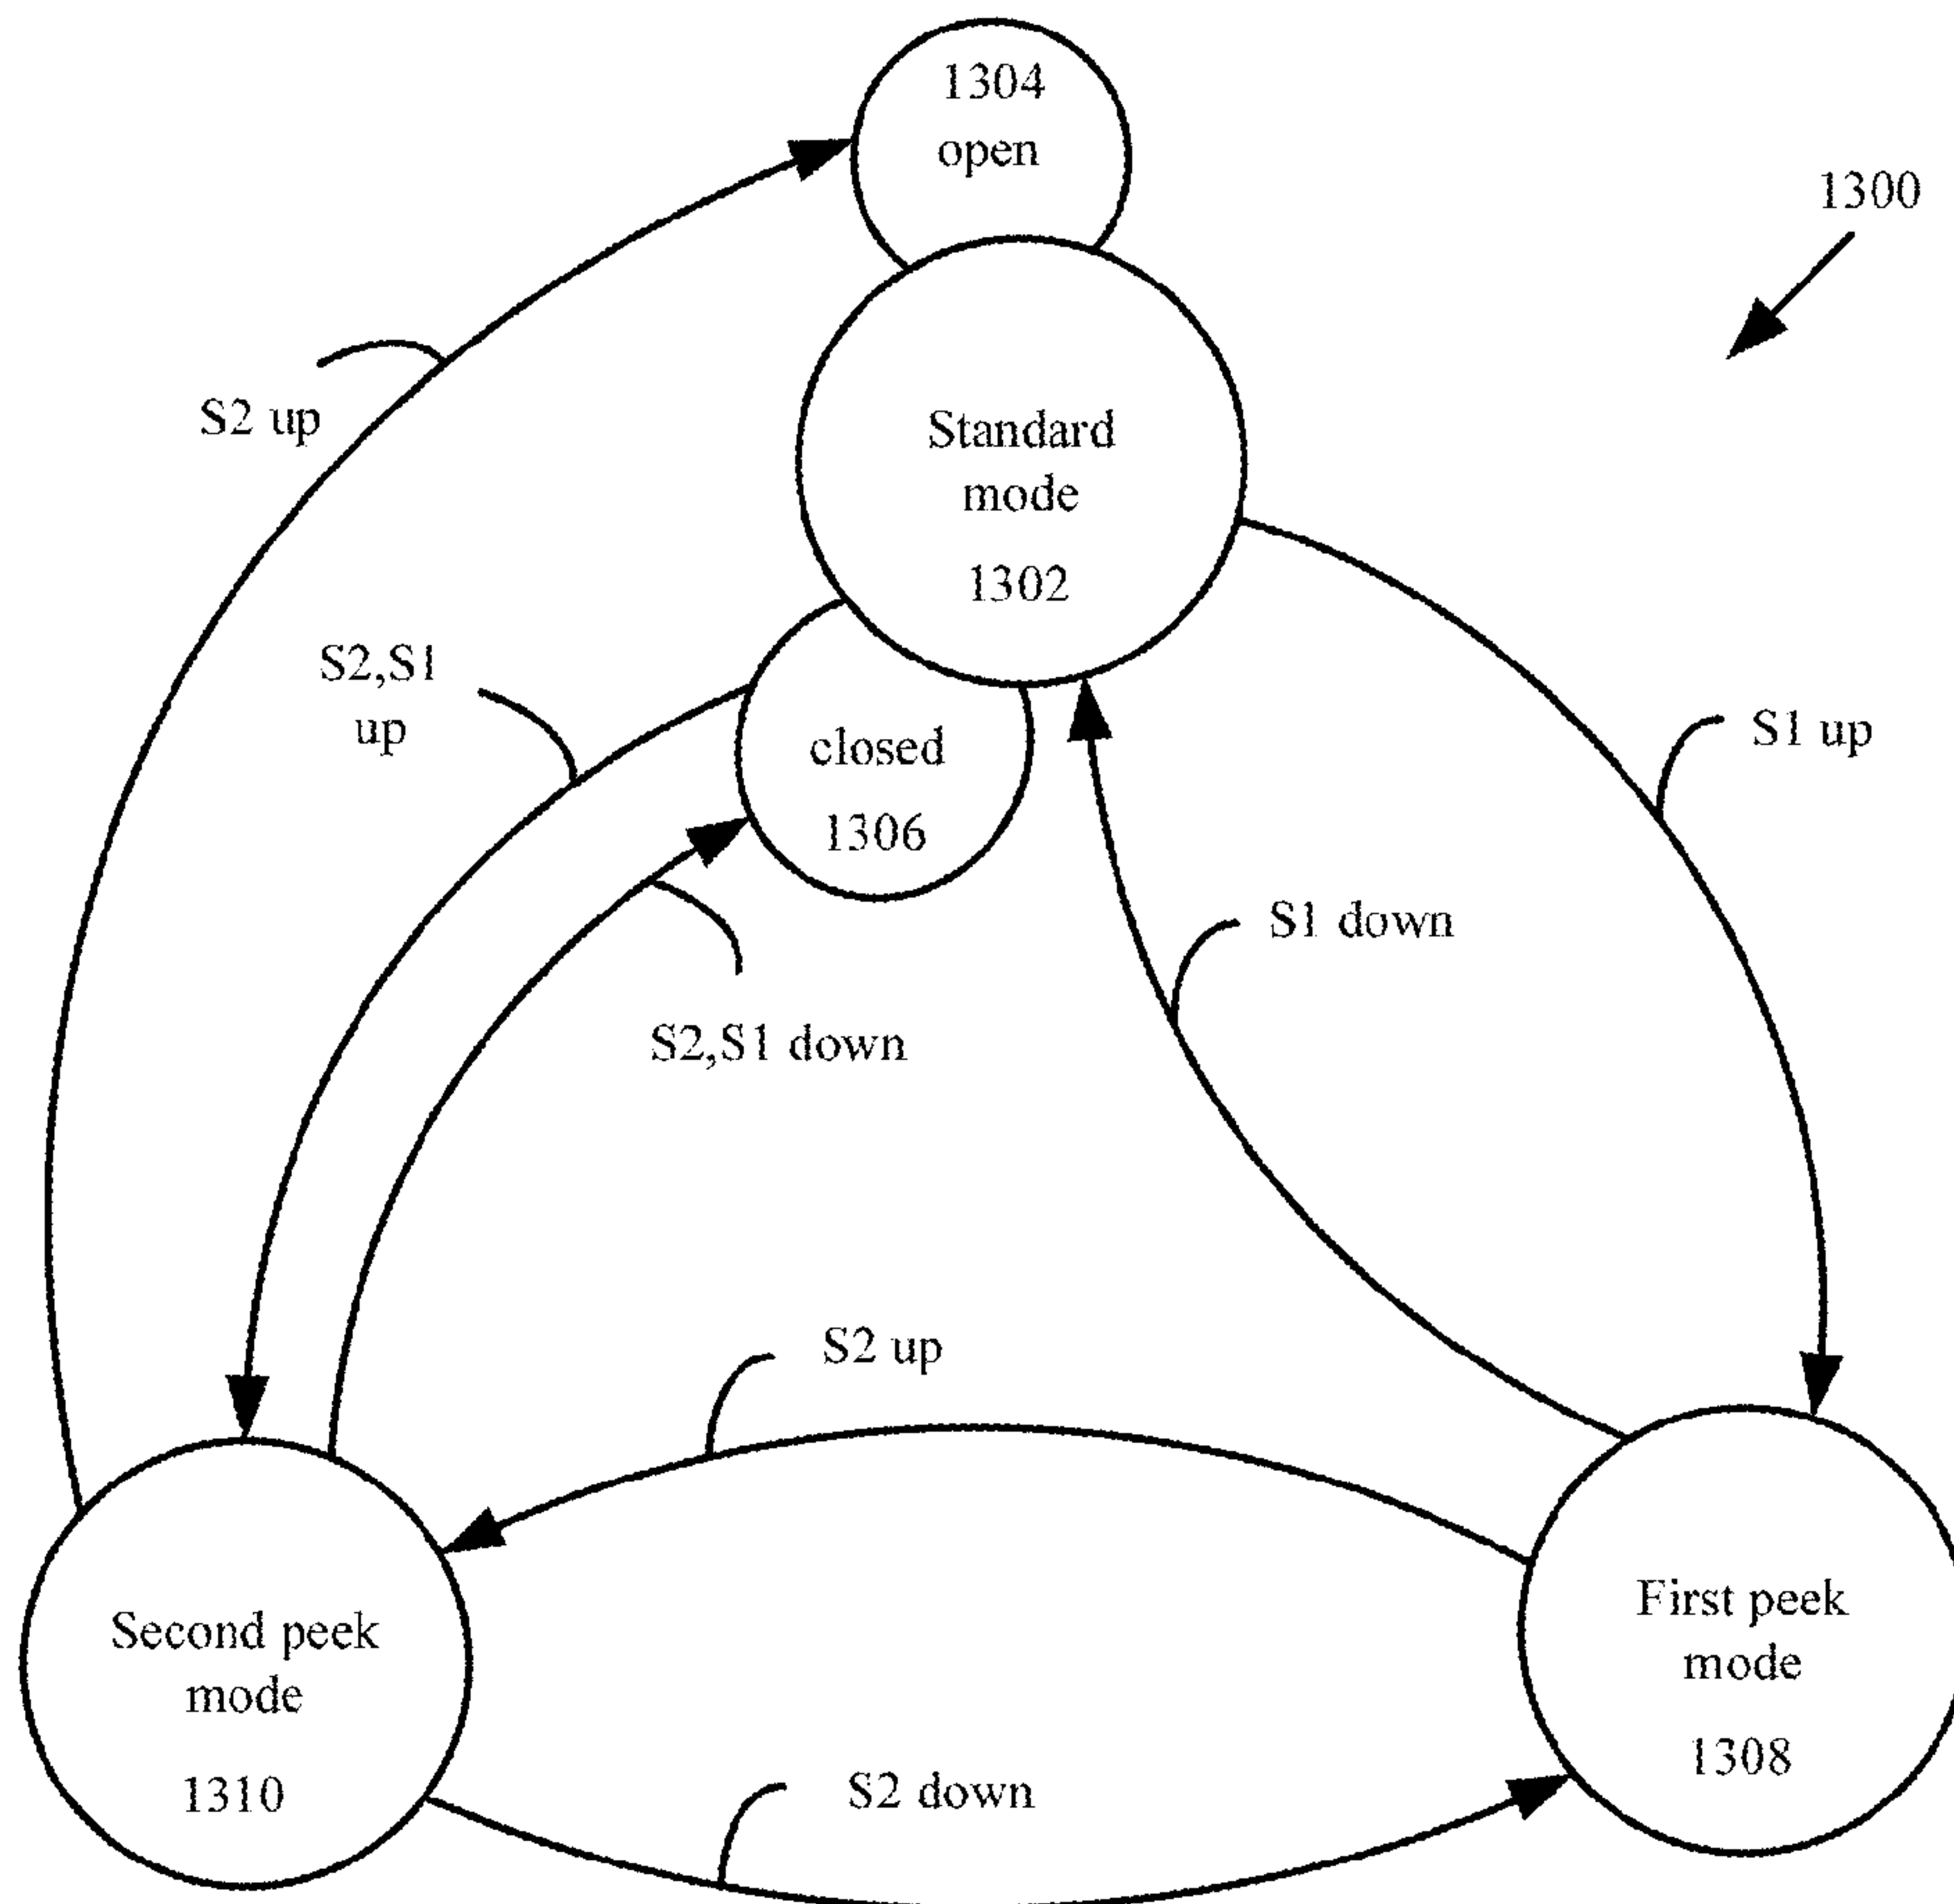 1304
open
1300
S2 up
Standard
mode
1302
S2,S1
up
closed
1306
S1 up
S1 down
S2,S1 down
S2 up
Second peek
mode
1310
First peek
mode
1308
S2 down